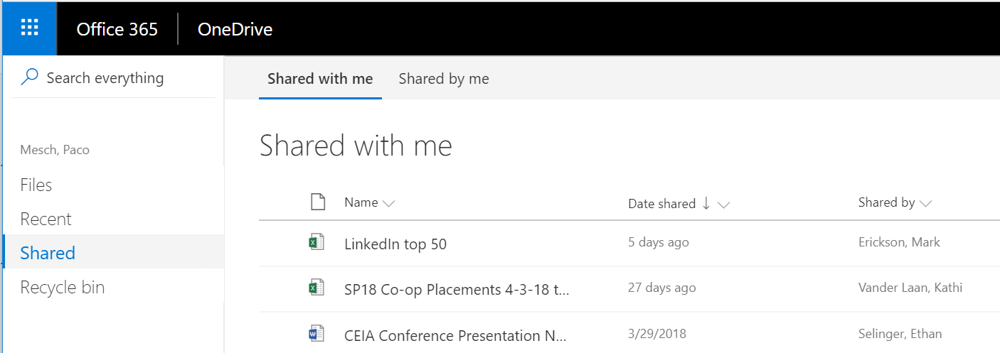 Office 365 OneDrive
Search everything
Shared with me Shared by me
Mesch, Paco
Shared with me
Files
Recent
Shared
Recycle bin
Name Date shared Shared by
LinkedIn top 50 5 days ago Erickson, Mark
SP18 Co-op Placements 4-3-18 t... 27 days ago Vander Laan, Kathi
CEIA Conference Presentation N... 3/29/2018 Selinger, Ethan